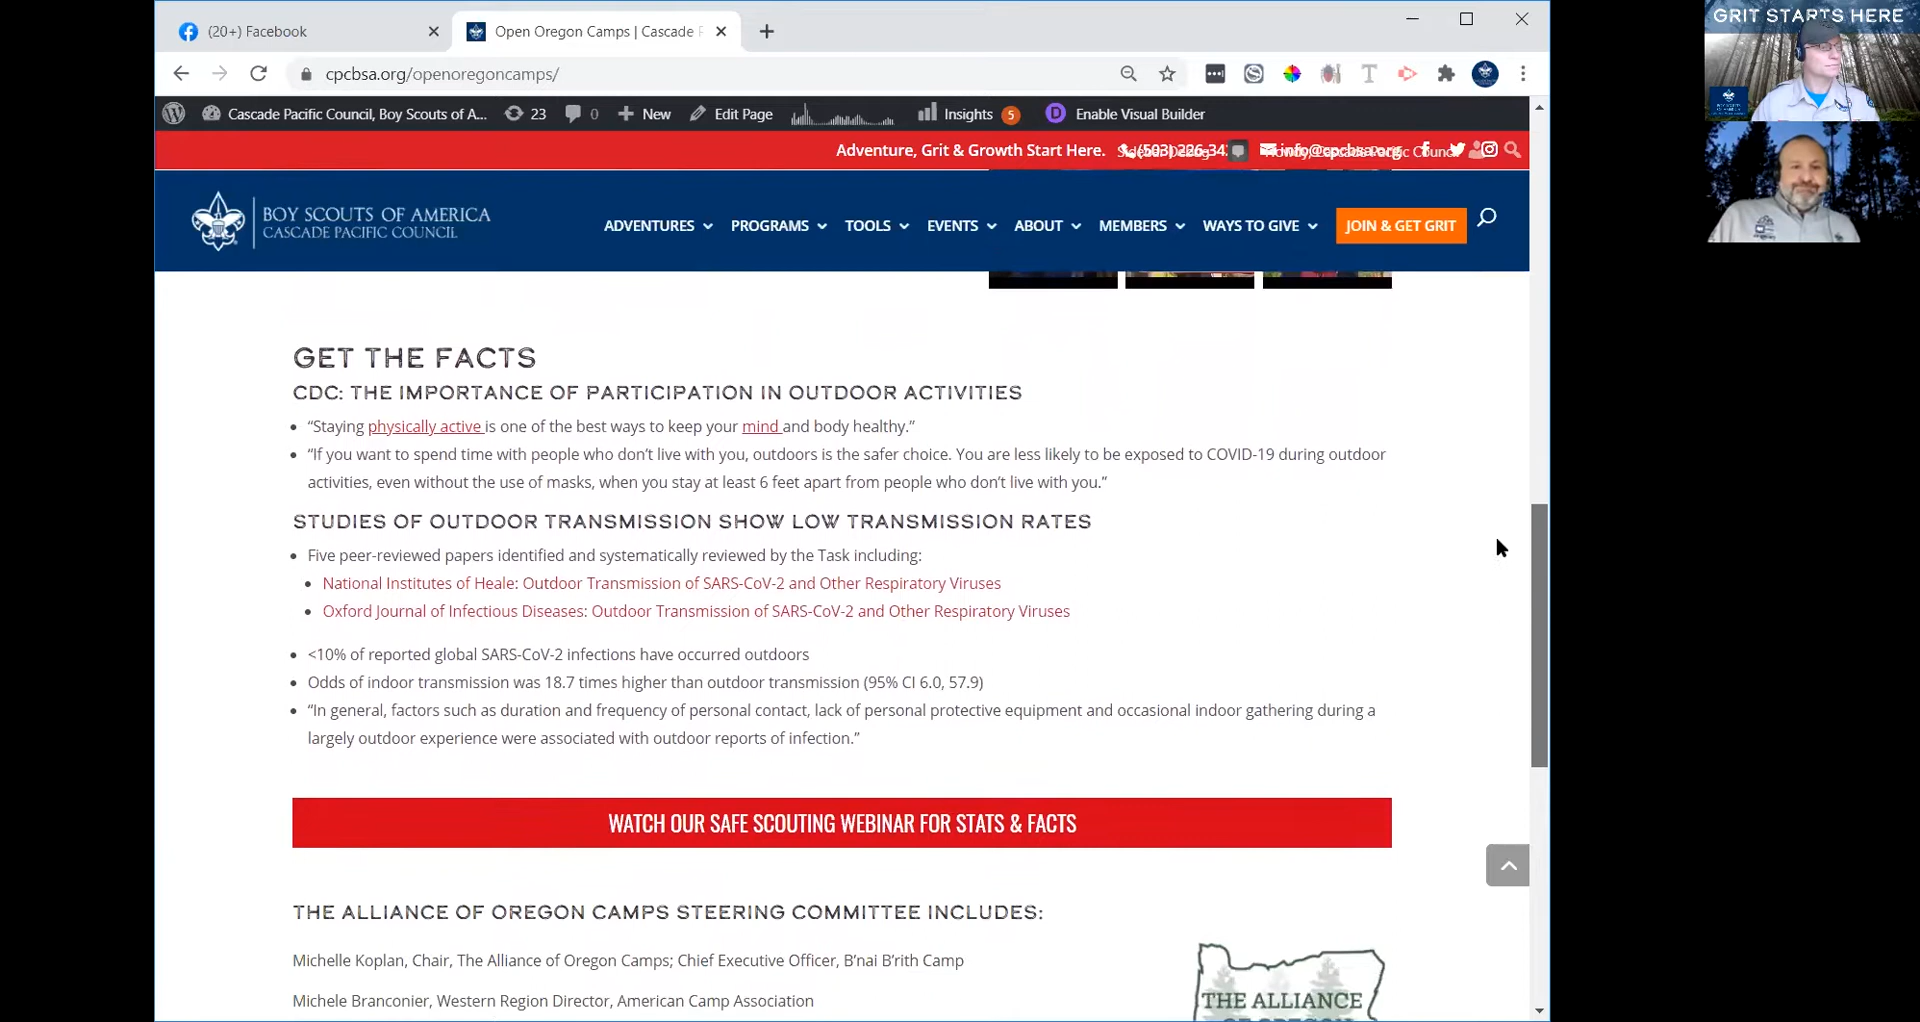 (20+) Facebook
Open Oregon Camps | Cascade P
cpcbsa.org/openoregoncamps/
Cascade Pacific Council, Boy Scouts of A... 23 0 New Edit Page Insights 5 Enable Visual Builder
Adventure, Grit & Growth Start Here. (503) 226-34 info@cpcbsa.org
BOY SCOUTS OF AMERICA
CASCADE PACIFIC COUNCIL
ADVENTURES PROGRAMS TOOLS EVENTS ABOUT MEMBERS WAYS TO GIVE JOIN & GET GRIT
GET THE FACTS
CDC: THE IMPORTANCE OF PARTICIPATION IN OUTDOOR ACTIVITIES
• “Staying physically active is one of the best ways to keep your mind and body healthy.”
• “If you want to spend time with people who don’t live with you, outdoors is the safer choice. You are less likely to be exposed to COVID-19 during outdoor
activities, even without the use of masks, when you stay at least 6 feet apart from people who don’t live with you.”
STUDIES OF OUTDOOR TRANSMISSION SHOW LOW TRANSMISSION RATES
• Five peer-reviewed papers identified and systematically reviewed by the Task including:
• National Institutes of Heale: Outdoor Transmission of SARS-CoV-2 and Other Respiratory Viruses
• Oxford Journal of Infectious Diseases: Outdoor Transmission of SARS-CoV-2 and Other Respiratory Viruses
• <10% of reported global SARS-CoV-2 infections have occurred outdoors
• Odds of indoor transmission was 18.7 times higher than outdoor transmission (95% CI 6.0, 57.9)
• “In general, factors such as duration and frequency of personal contact, lack of personal protective equipment and occasional indoor gathering during a
largely outdoor experience were associated with outdoor reports of infection.”
WATCH OUR SAFE SCOUTING WEBINAR FOR STATS & FACTS
THE ALLIANCE OF OREGON CAMPS STEERING COMMITTEE INCLUDES:
Michelle Koplan, Chair, The Alliance of Oregon Camps; Chief Executive Officer, B’nai B’rith Camp
Michele Branconier, Western Region Director, American Camp Association
THE ALLIANCE
GRIT STARTS HERE